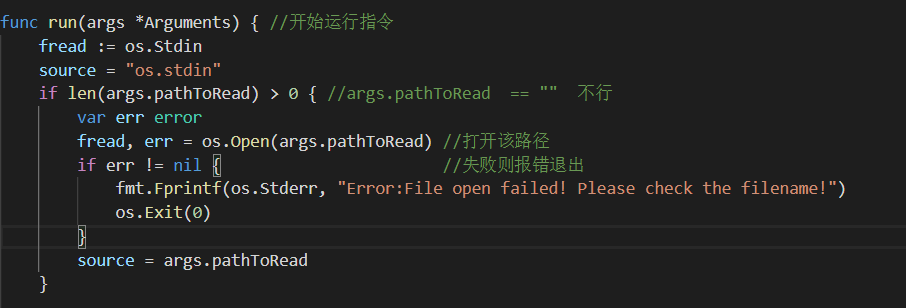 func run(args *Arguments) { //开始运行指令
    fread := os.Stdin
    source = "os.stdin"
    if len(args.pathToRead) > 0 { //args.pathToRead  == ""  不行
        var err error
        fread, err = os.Open(args.pathToRead) //打开该路径
        if err != nil {                       //失败则报错退出
            fmt.Fprintf(os.Stderr, "Error:File open failed! Please check the filename!")
            os.Exit(0)
        }
        source = args.pathToRead
    }